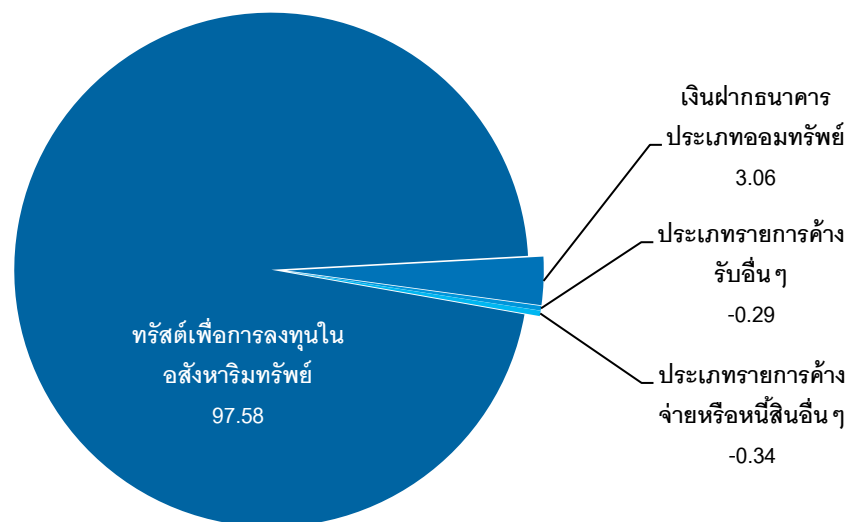 เงินฝากธนาคาร
ประเภทออมทรัพย์
3.06
ประเภทรายการค้าง
รับอื่น ๆ
-0.29
ทรัสต์เพื่อการลงทุนใน
อสังหาริมทรัพย์
97.58
ประเภทรายการค้าง
จ่ายหรือหนี้สินอื่น ๆ
-0.34